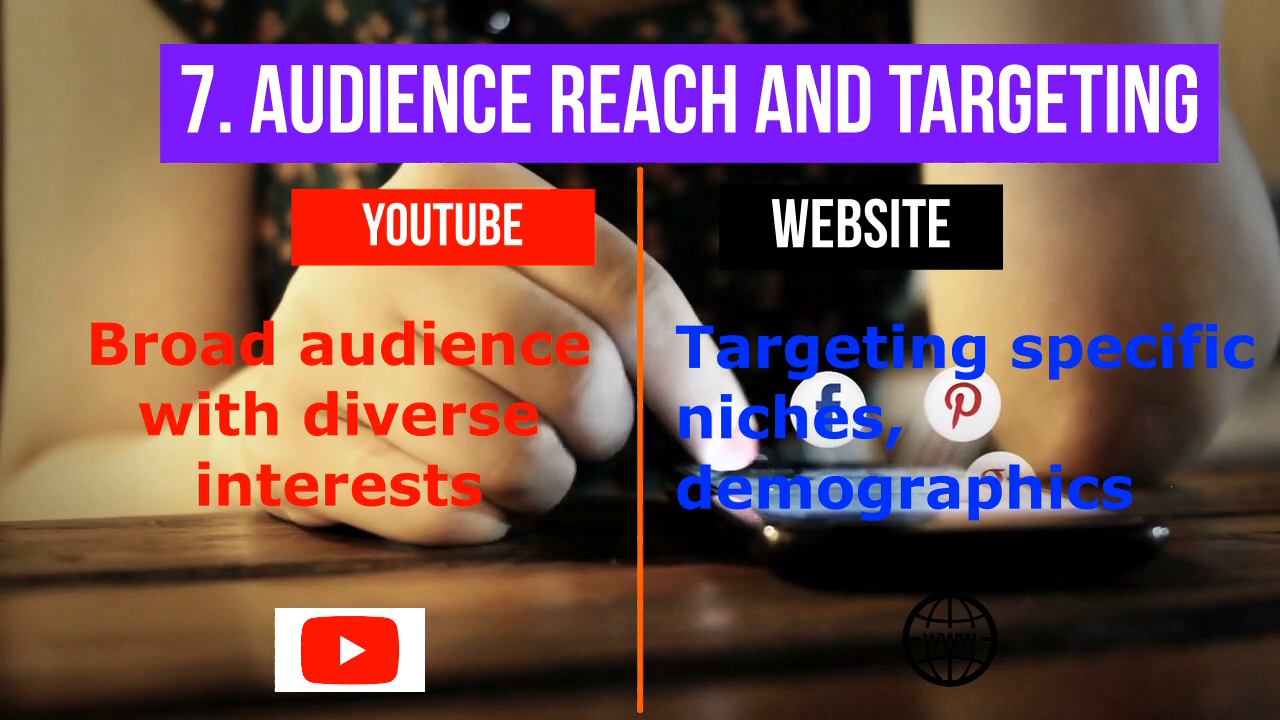 7. AUDIENCE REACH AND TARGETING
YOUTUBE
Broad audience
with diverse
interests
WEBSITE
Targeting specific
niches,
demographics
WWW